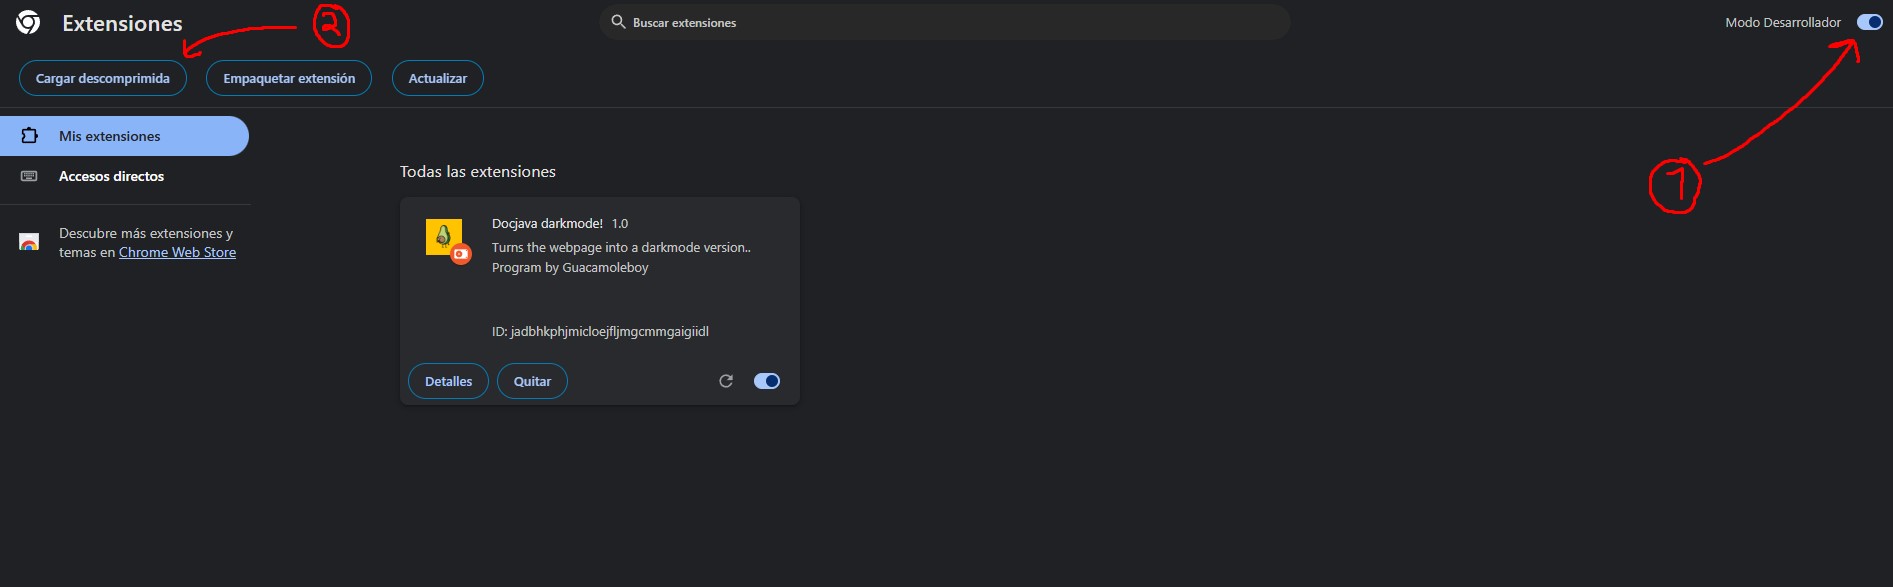 Extensiones
2
Buscar extensiones
Modo Desarrollador
Cargar descomprimida
Empaquetar extensión
Actualizar
1
Mis extensiones
Accesos directos
Descubre más extensiones y
temas en Chrome Web Store
Todas las extensiones
Docjava darkmode! 1.0
Turns the webpage into a darkmode version..
Program by Guacamoleboy
ID: jadbhkphjmicloejfljmgcmmgaigiidl
Detalles
Quitar